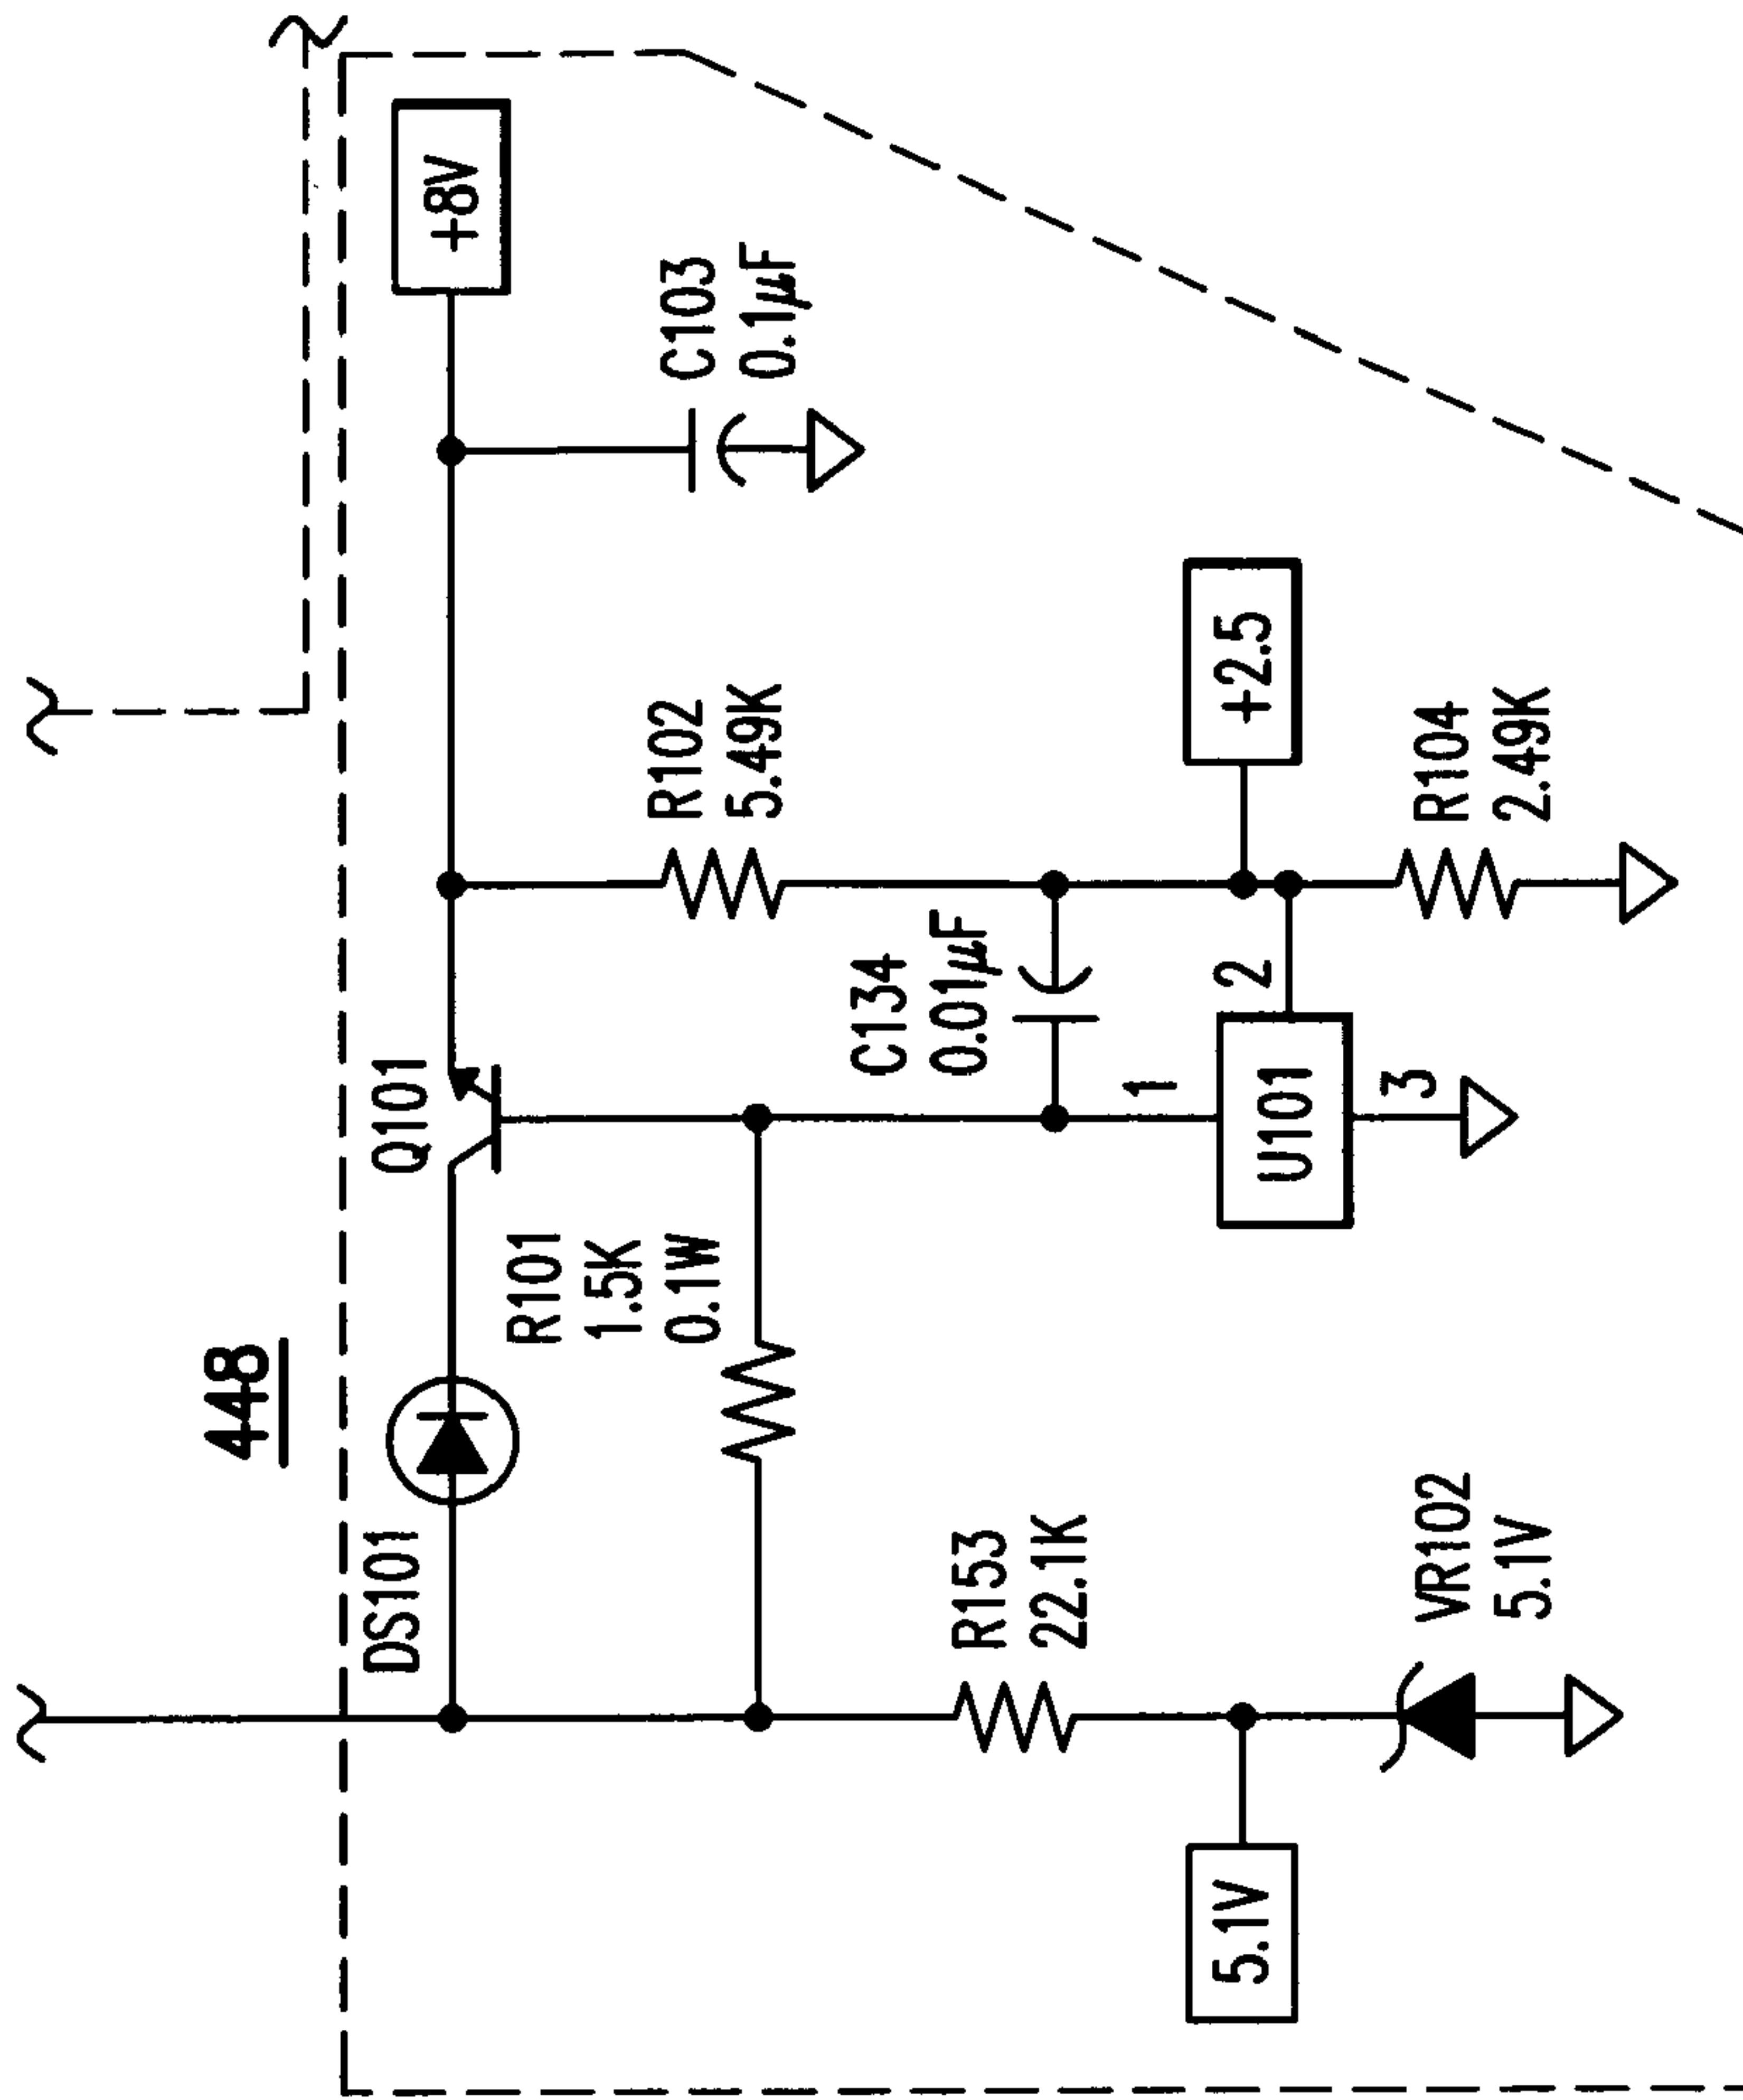 448
DS101
Q101
+8V
R101
1.5K
0.1W
R102
5.49K
C103
0.1µF
C134
0.01µF
R153
22.1K
1
2
5.1V
U101
+2.5
3
VR102
5.1V
R104
2.49K